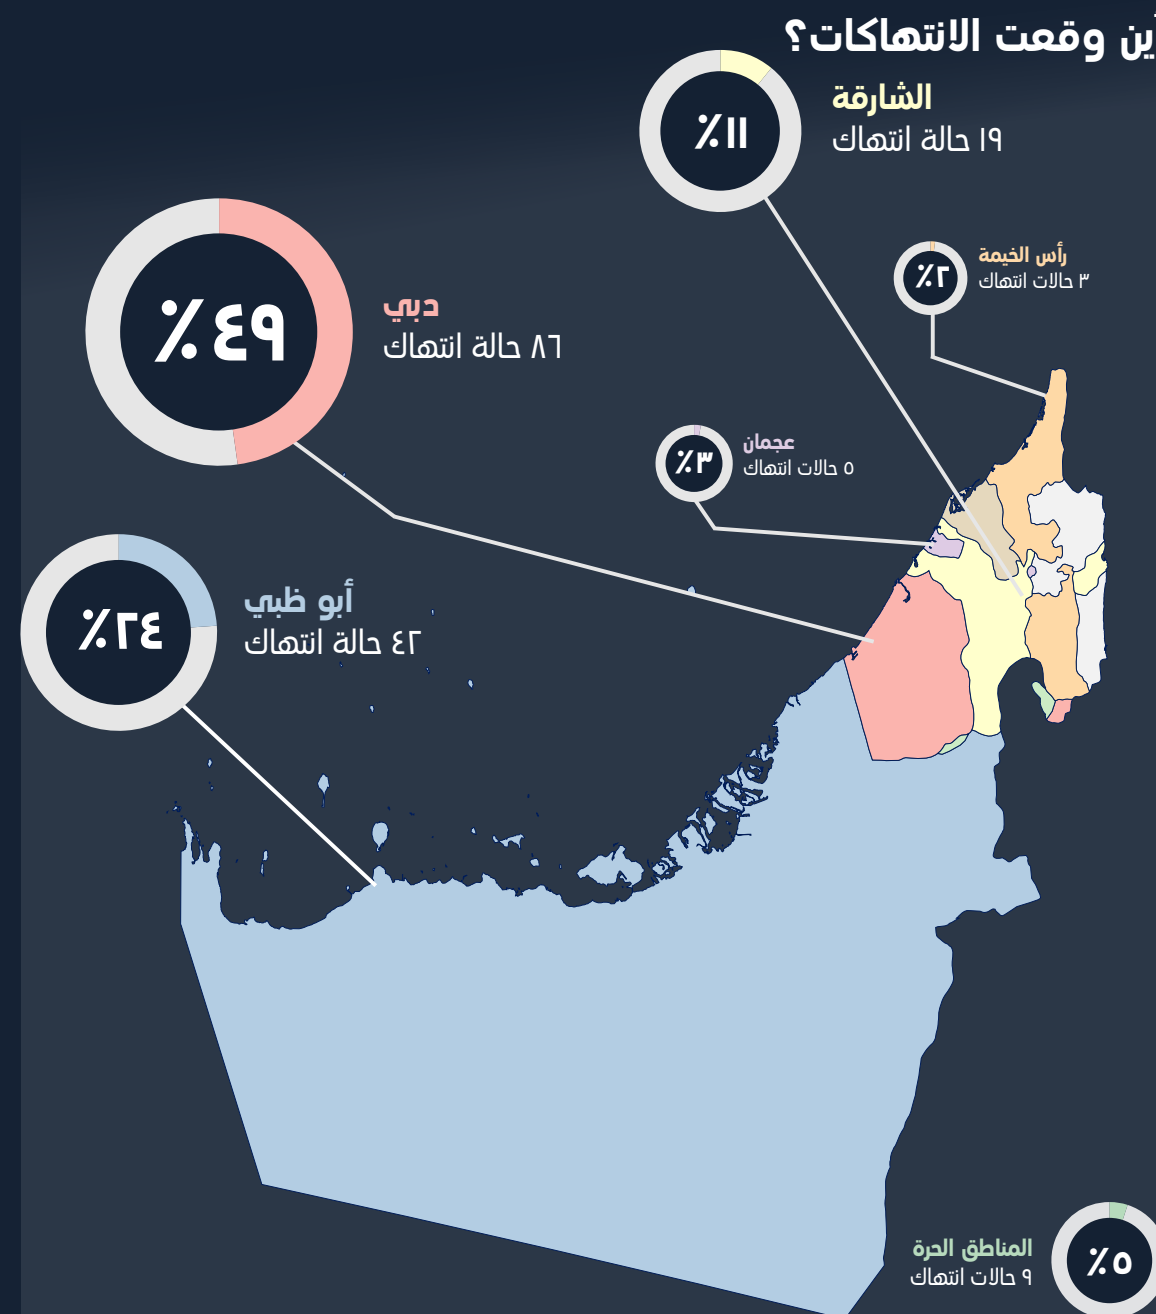 أين وقعت الانتهاكات؟
٪١١
الشارقة
١٩ حالة انتهاك
٪٢
رأس الخيمة
٣ حالات انتهاك
٪٤٩
دبي
٨٦ حالة انتهاك
٪٣
عجمان
٥ حالات انتهاك
٪٢٤
أبو ظبي
٤٢ حالة انتهاك
٪٥
المناطق الحرة
٩ حالات انتهاك